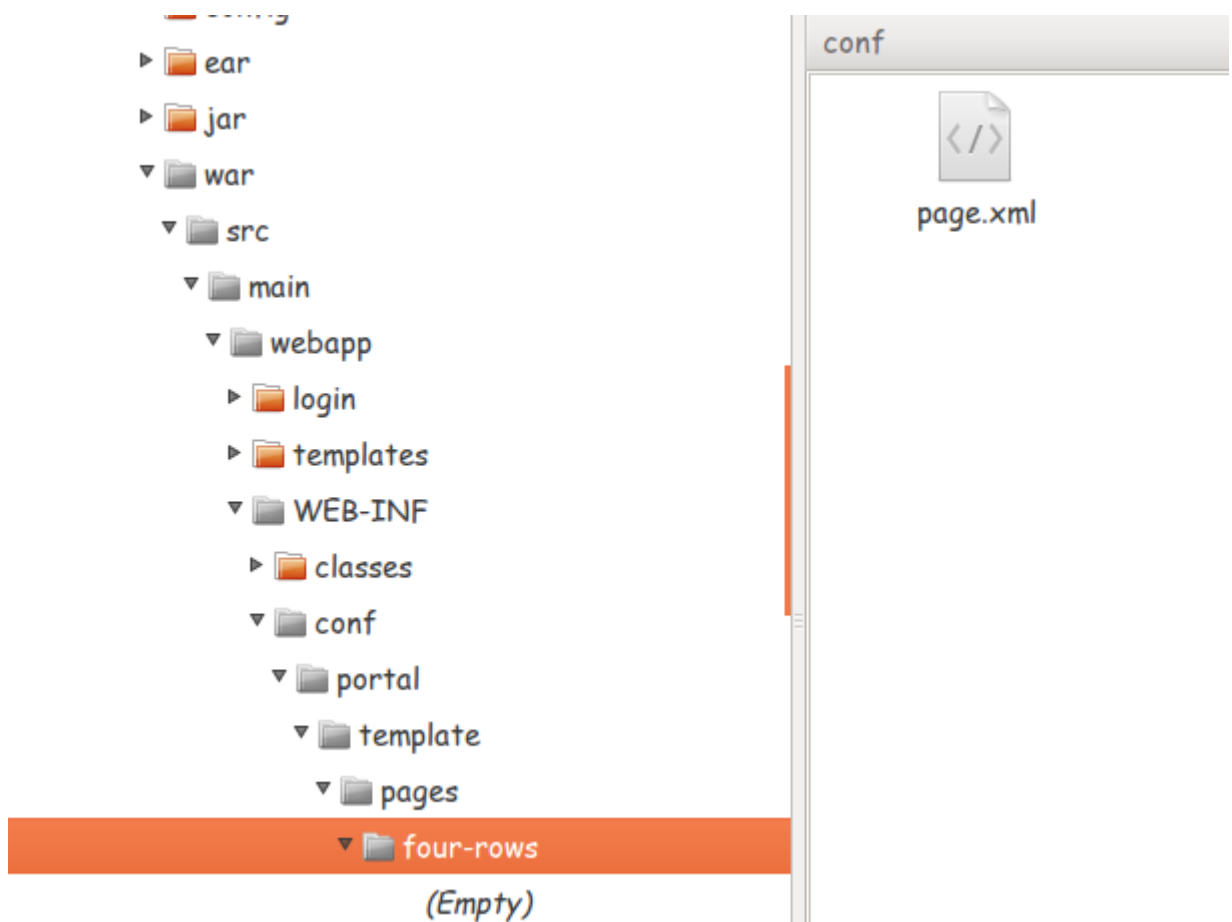 ear
jar
war
src
main
webapp
login
templates
WEB-INF
classes
conf
portal
template
pages
four-rows
(Empty)
conf
page.xml